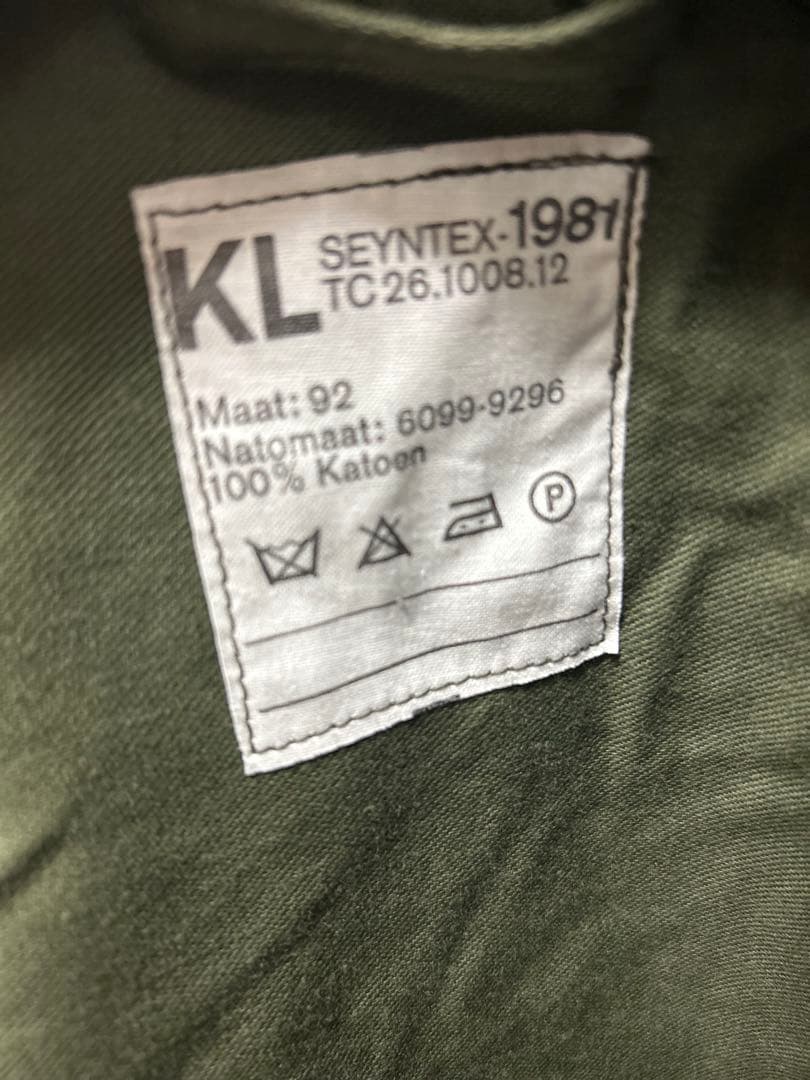 KL
SEYNTEX-1981
TC 26.1008.12
Maat: 92
Natomaat: 6099-9296
100% Katoen
P